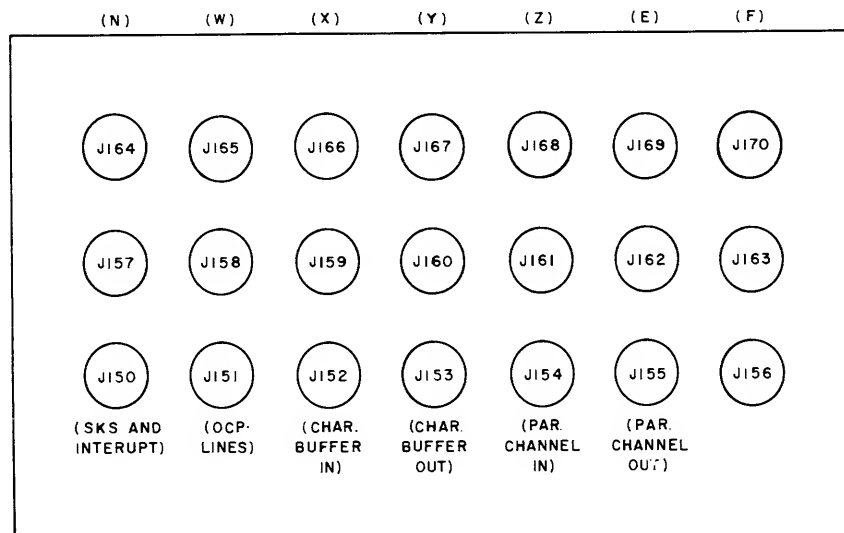 (N) (W) (X) (Y) (Z) (E) (F)
J164 J165 J166 J167 J168 J169 J170
J157 J158 J159 J160 J161 J162 J163
J150 J151 J152 J153 J154 J155 J156
(SKS AND INTERUPT) (OCP- LINES) (CHAR. BUFFER IN) (CHAR. BUFFER OUT) (PAR. CHANNEL IN) (PAR. CHANNEL OUT)